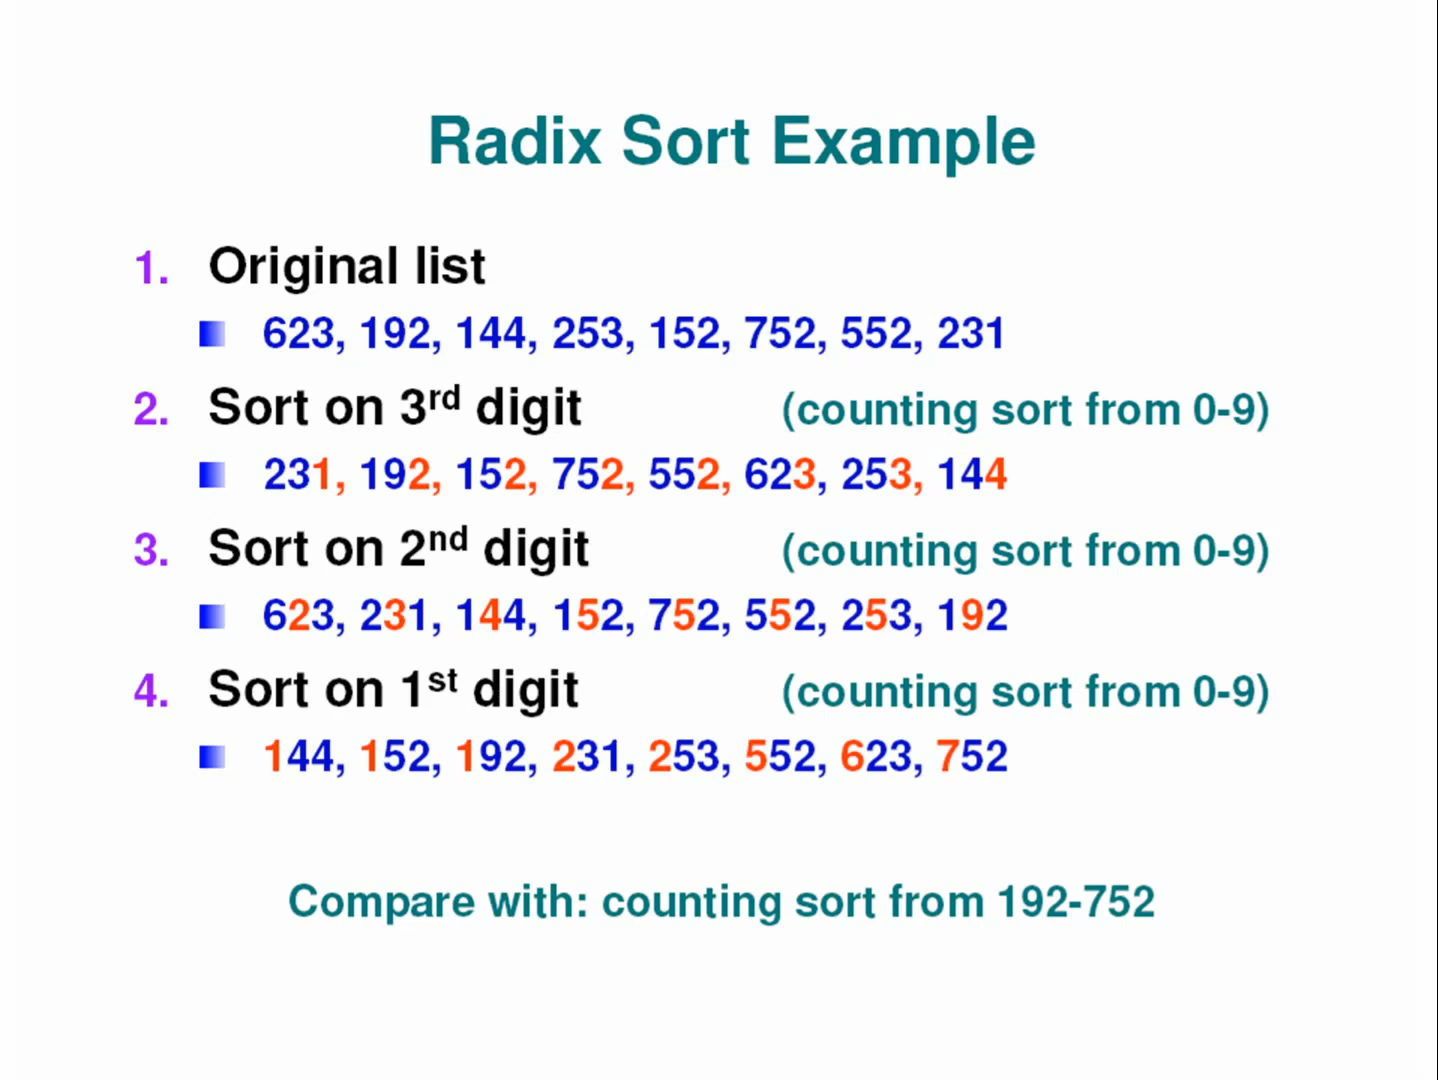 Radix Sort Example
1. Original list
623, 192, 144, 253, 152, 752, 552, 231
2. Sort on 3rd digit (counting sort from 0-9)
231, 192, 152, 752, 552, 623, 253, 144
3. Sort on 2nd digit (counting sort from 0-9)
623, 231, 144, 152, 752, 552, 253, 192
4. Sort on 1st digit (counting sort from 0-9)
144, 152, 192, 231, 253, 552, 623, 752
Compare with: counting sort from 192-752